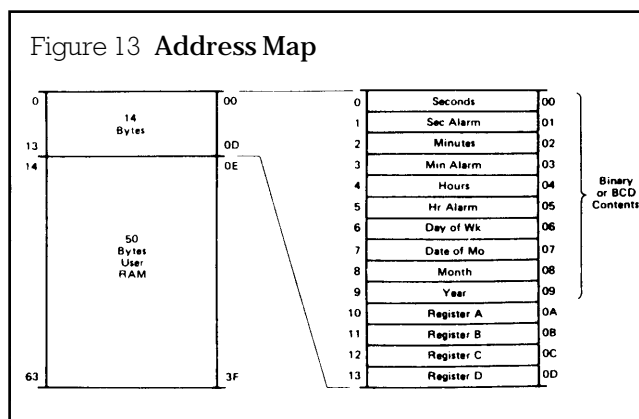 Figure 13 Address Map
0 00
14
Bytes
13 0D
14 0E
50
Bytes
User
RAM
63 3F
0 Seconds 00
1 Sec Alarm 01
2 Minutes 02
3 Min Alarm 03
4 Hours 04
5 Hr Alarm 05
6 Day of Wk 06
7 Date of Mo 07
8 Month 08
9 Year 09
10 Register A 0A
11 Register B 0B
12 Register C 0C
13 Register D 0D
Binary
or BCD
Contents